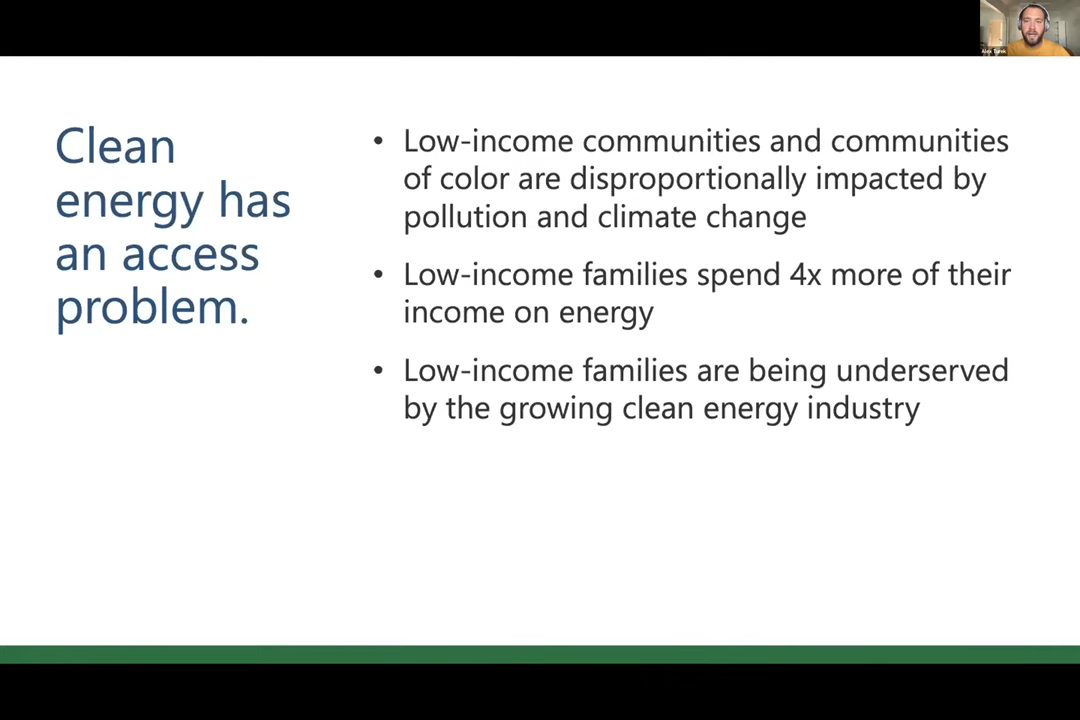 Clean
energy has
an access
problem.
• Low-income communities and communities
of color are disproportionally impacted by
pollution and climate change
• Low-income families spend 4x more of their
income on energy
• Low-income families are being underserved
by the growing clean energy industry